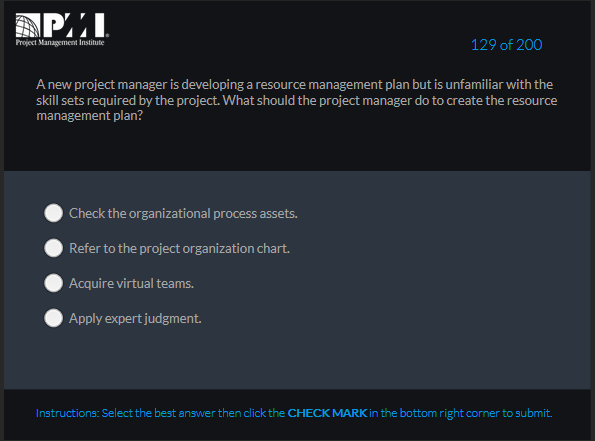 PMI
Project Management Institute
129 of 200
A new project manager is developing a resource management plan but is unfamiliar with the
skill sets required by the project. What should the project manager do to create the resource
management plan?
Check the organizational process assets.
Refer to the project organization chart.
Acquire virtual teams.
Apply expert judgment.
Instructions: Select the best answer then click the CHECK MARK in the bottom right corner to submit.